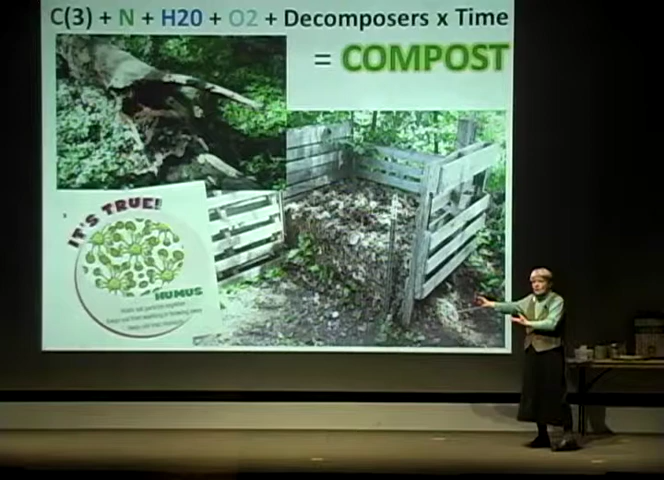 C(3) + N + H20 + O2 + Decomposers x Time
= COMPOST
IT'S TRUE!
HUMUS